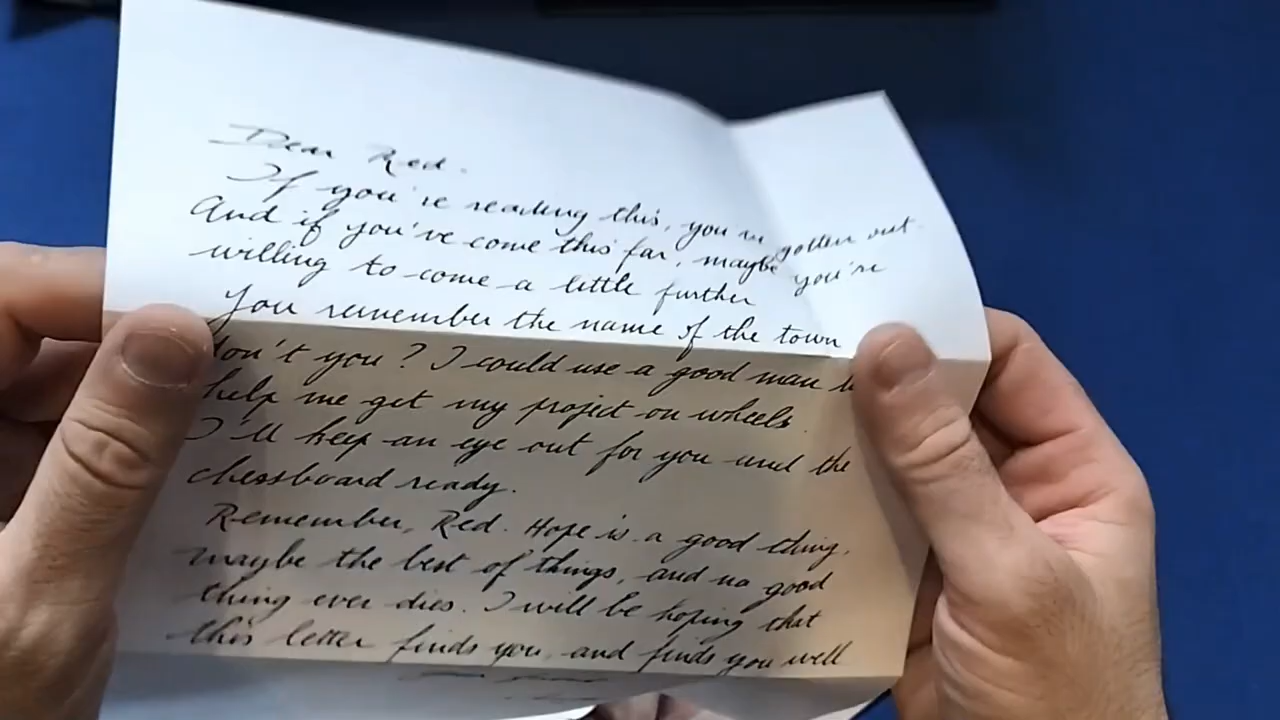 Dear Red.
If you're reading this, you've gotten out.
And if you've come this far, maybe you're
willing to come a little further
You remember the name of the town
don't you? I could use a good man to
help me get my project on wheels.
I'll keep an eye out for you and the
chessboard ready.
Remember, Red. Hope is a good thing,
maybe the best of things, and no good
thing ever dies. I will be hoping that
this letter finds you, and finds you well